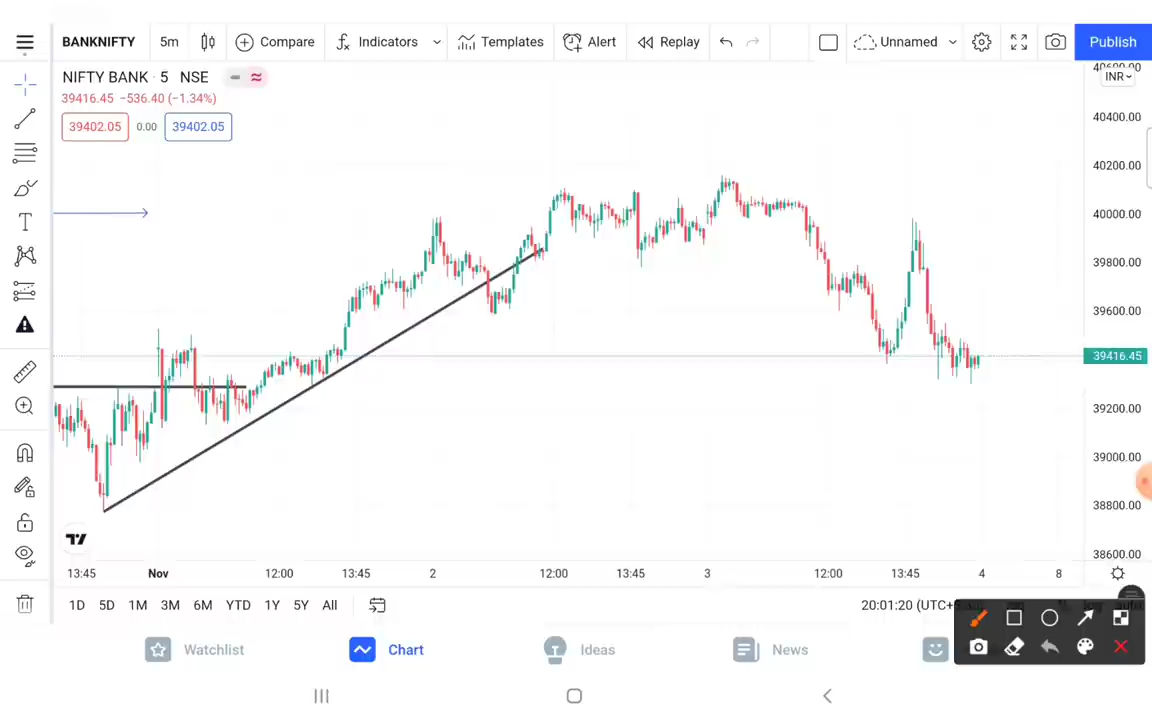 BANKNIFTY 5m Compare Indicators Templates Alert Replay Unnamed Publish
NIFTY BANK · 5 NSE
39416.45 −536.40 (−1.34%)
39402.05 0.00 39402.05
INR
40400.00
40200.00
40000.00
39800.00
39600.00
39416.45
39200.00
39000.00
38800.00
38600.00
13:45 Nov 12:00 13:45 2 12:00 13:45 3 12:00 13:45 4 8
1D 5D 1M 3M 6M YTD 1Y 5Y All 20:01:20 (UTC+5
Watchlist Chart Ideas News